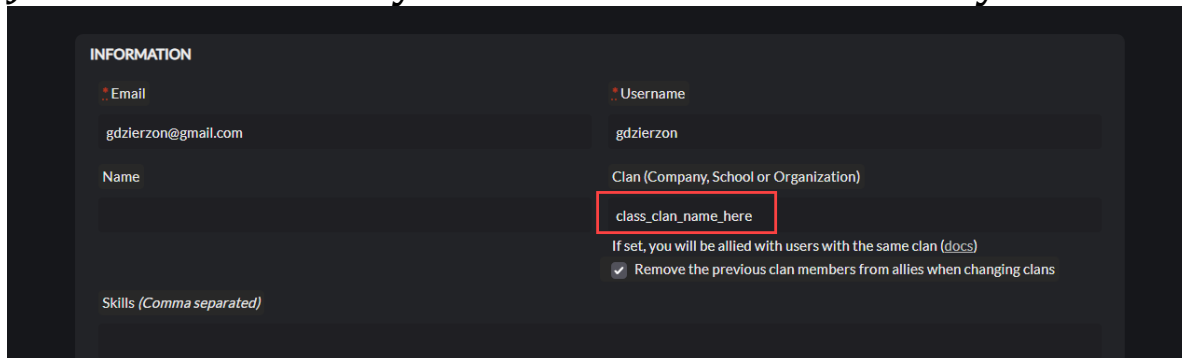 INFORMATION
* Email
* Username
gdzierzon@gmail.com
gdzierzon
Name
Clan (Company, School or Organization)
class_clan_name_here
If set, you will be allied with users with the same clan (docs)
Remove the previous clan members from allies when changing clans
Skills (Comma separated)